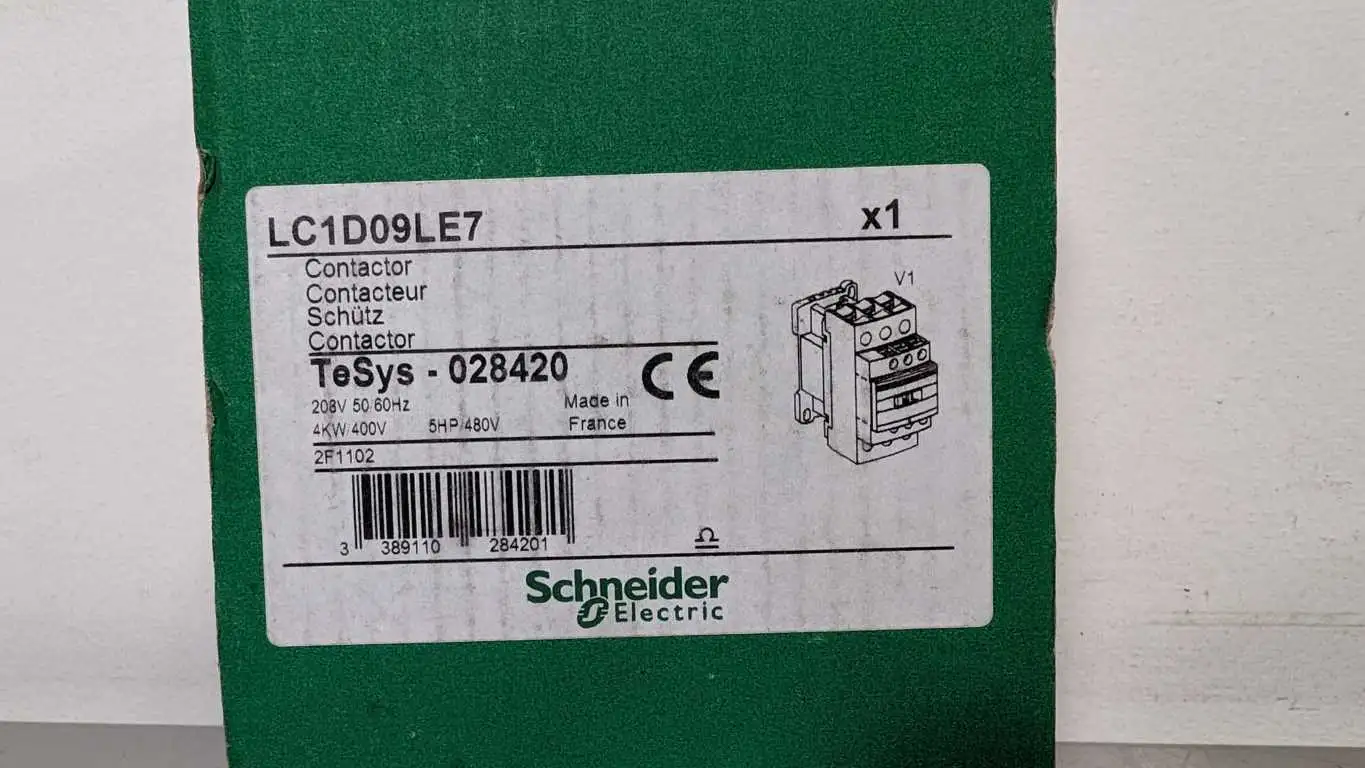 LC1D09LE7 x1
Contactor
Contacteur
Schütz
Contactor
V1
TeSys - 028420
CE
208V 50/60Hz Made in
4KW/400V 5HP/480V France
2F1102
3 389110 284201
Schneider
Electric